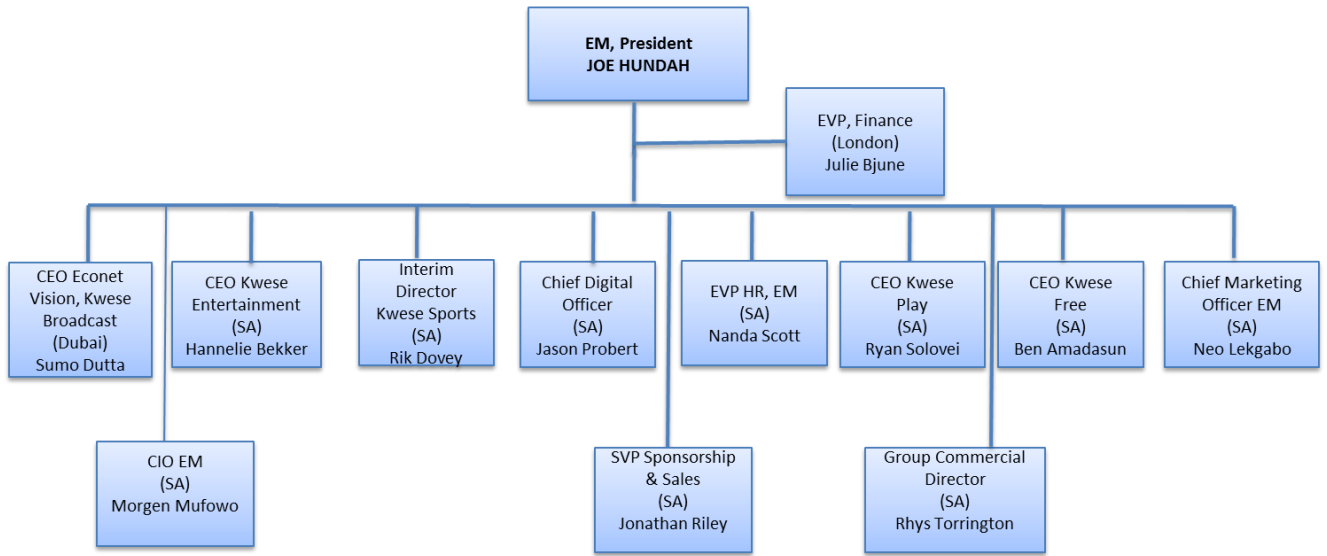 EM, President
JOE HUNDAH
EVP, Finance
(London)
Julie Bjune
CEO Econet
Vision, Kwese
Broadcast
(Dubai)
Sumo Dutta
CEO Kwese
Entertainment
(SA)
Hannelie Bekker
Interim
Director
Kwese Sports
(SA)
Rik Dovey
Chief Digital
Officer
(SA)
Jason Probert
EVP HR, EM
(SA)
Nanda Scott
CEO Kwese
Play
(SA)
Ryan Solovei
CEO Kwese
Free
(SA)
Ben Amadasun
Chief Marketing
Officer EM
(SA)
Neo Lekgabo
CIO EM
(SA)
Morgen Mufowo
SVP Sponsorship
& Sales
(SA)
Jonathan Riley
Group Commercial
Director
(SA)
Rhys Torrington